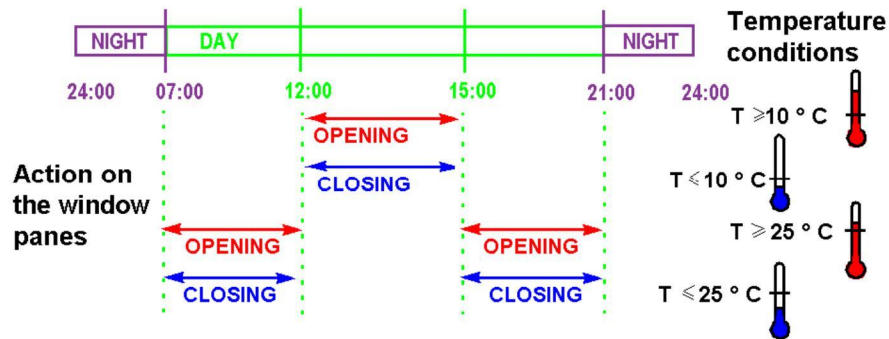 NIGHT DAY NIGHT
Temperature
conditions
24:00 07:00 12:00 15:00 21:00 24:00
OPENING T ⩾10 ° C
CLOSING T ⩽10 ° C
Action on
the window
panes
OPENING OPENING T ⩾ 25 ° C
CLOSING CLOSING T ⩽25 ° C